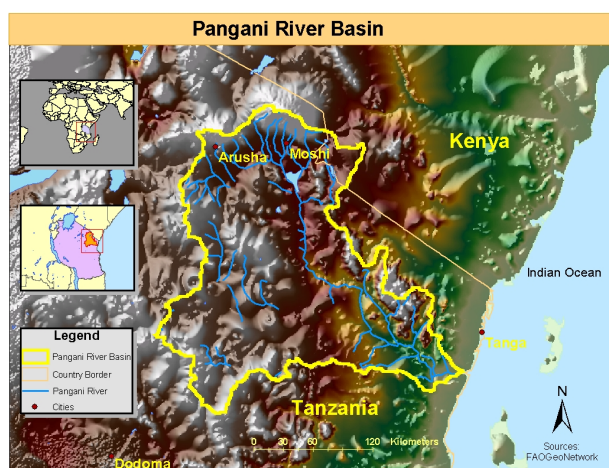 Pangani River Basin
Kenya
Arusha
Moshi
Indian Ocean
Tanga
Legend
Pangani River Basin
Country Border
Pangani River
Cities
Tanzania
N
0 30 60 120 Kilometers
Sources:
FAOGeoNetwork
Dodoma